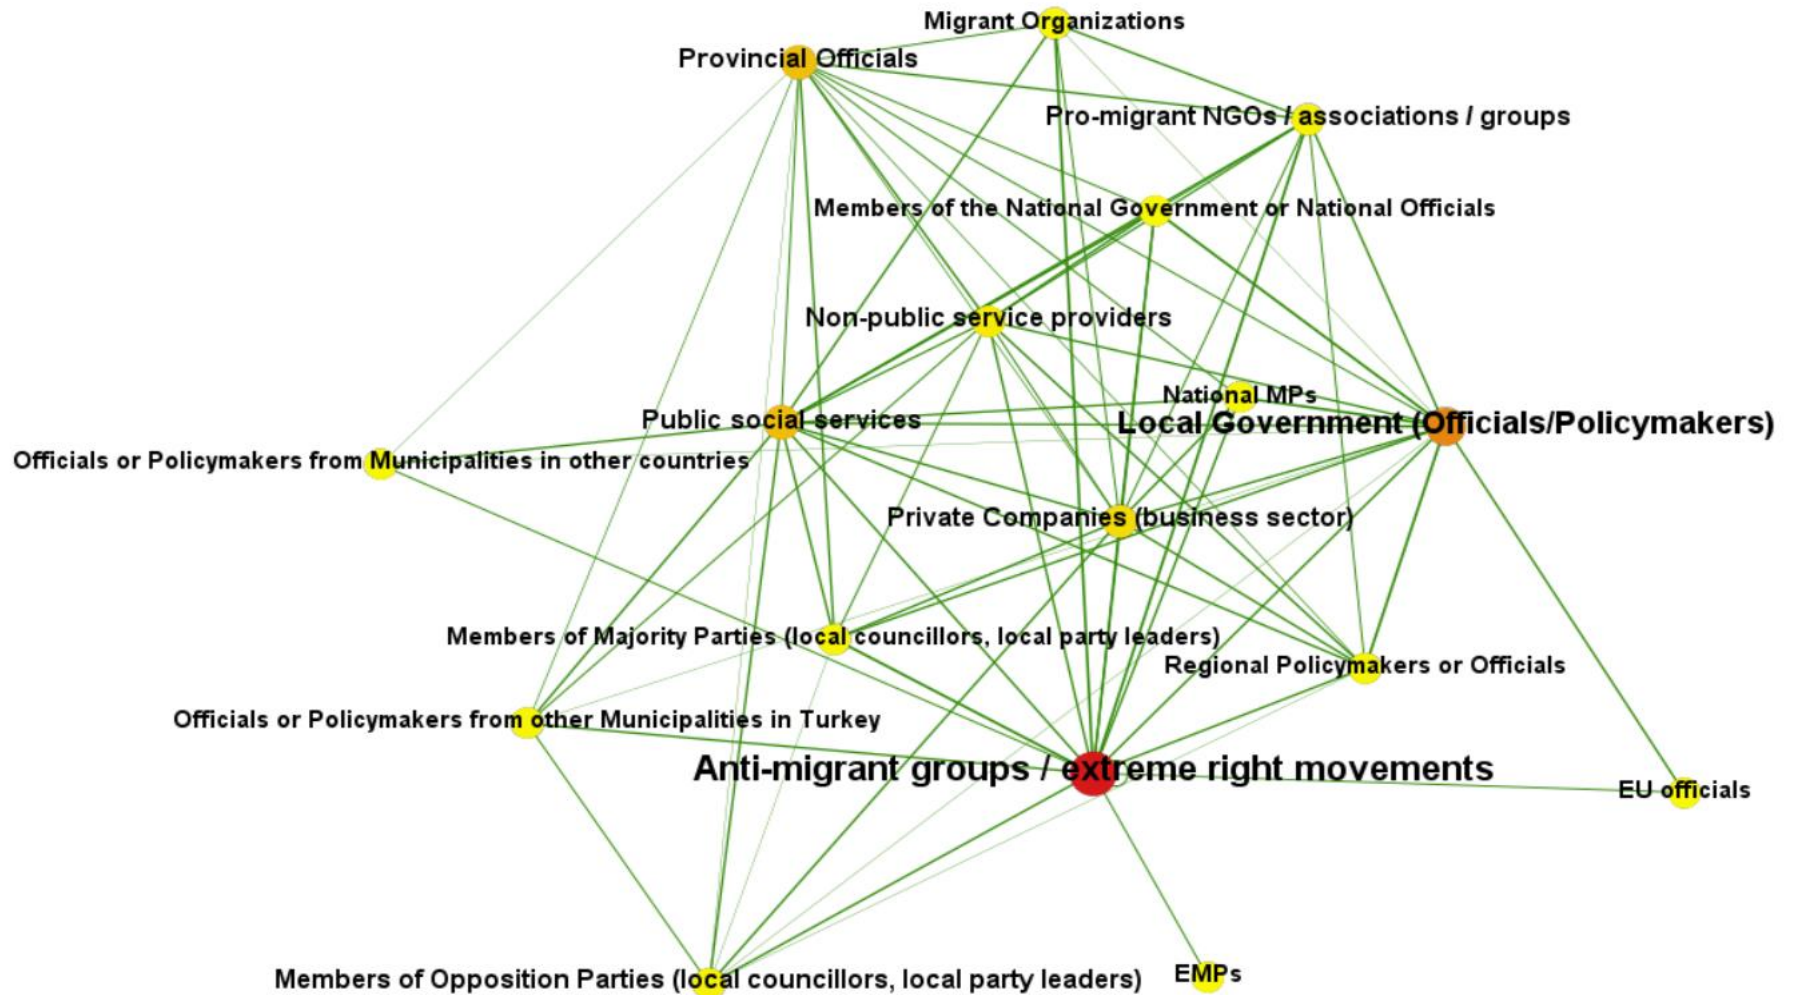 Migrant Organizations
Provincial Officials
Pro-migrant NGOs / associations / groups
Members of the National Government or National Officials
Non-public service providers
National MPs
Public social services
Local Government (Officials/Policymakers)
Officials or Policymakers from Municipalities in other countries
Private Companies (business sector)
Members of Majority Parties (local councillors, local party leaders)
Regional Policymakers or Officials
Officials or Policymakers from other Municipalities in Turkey
Anti-migrant groups / extreme right movements
EU officials
Members of Opposition Parties (local councillors, local party leaders)
EMPs